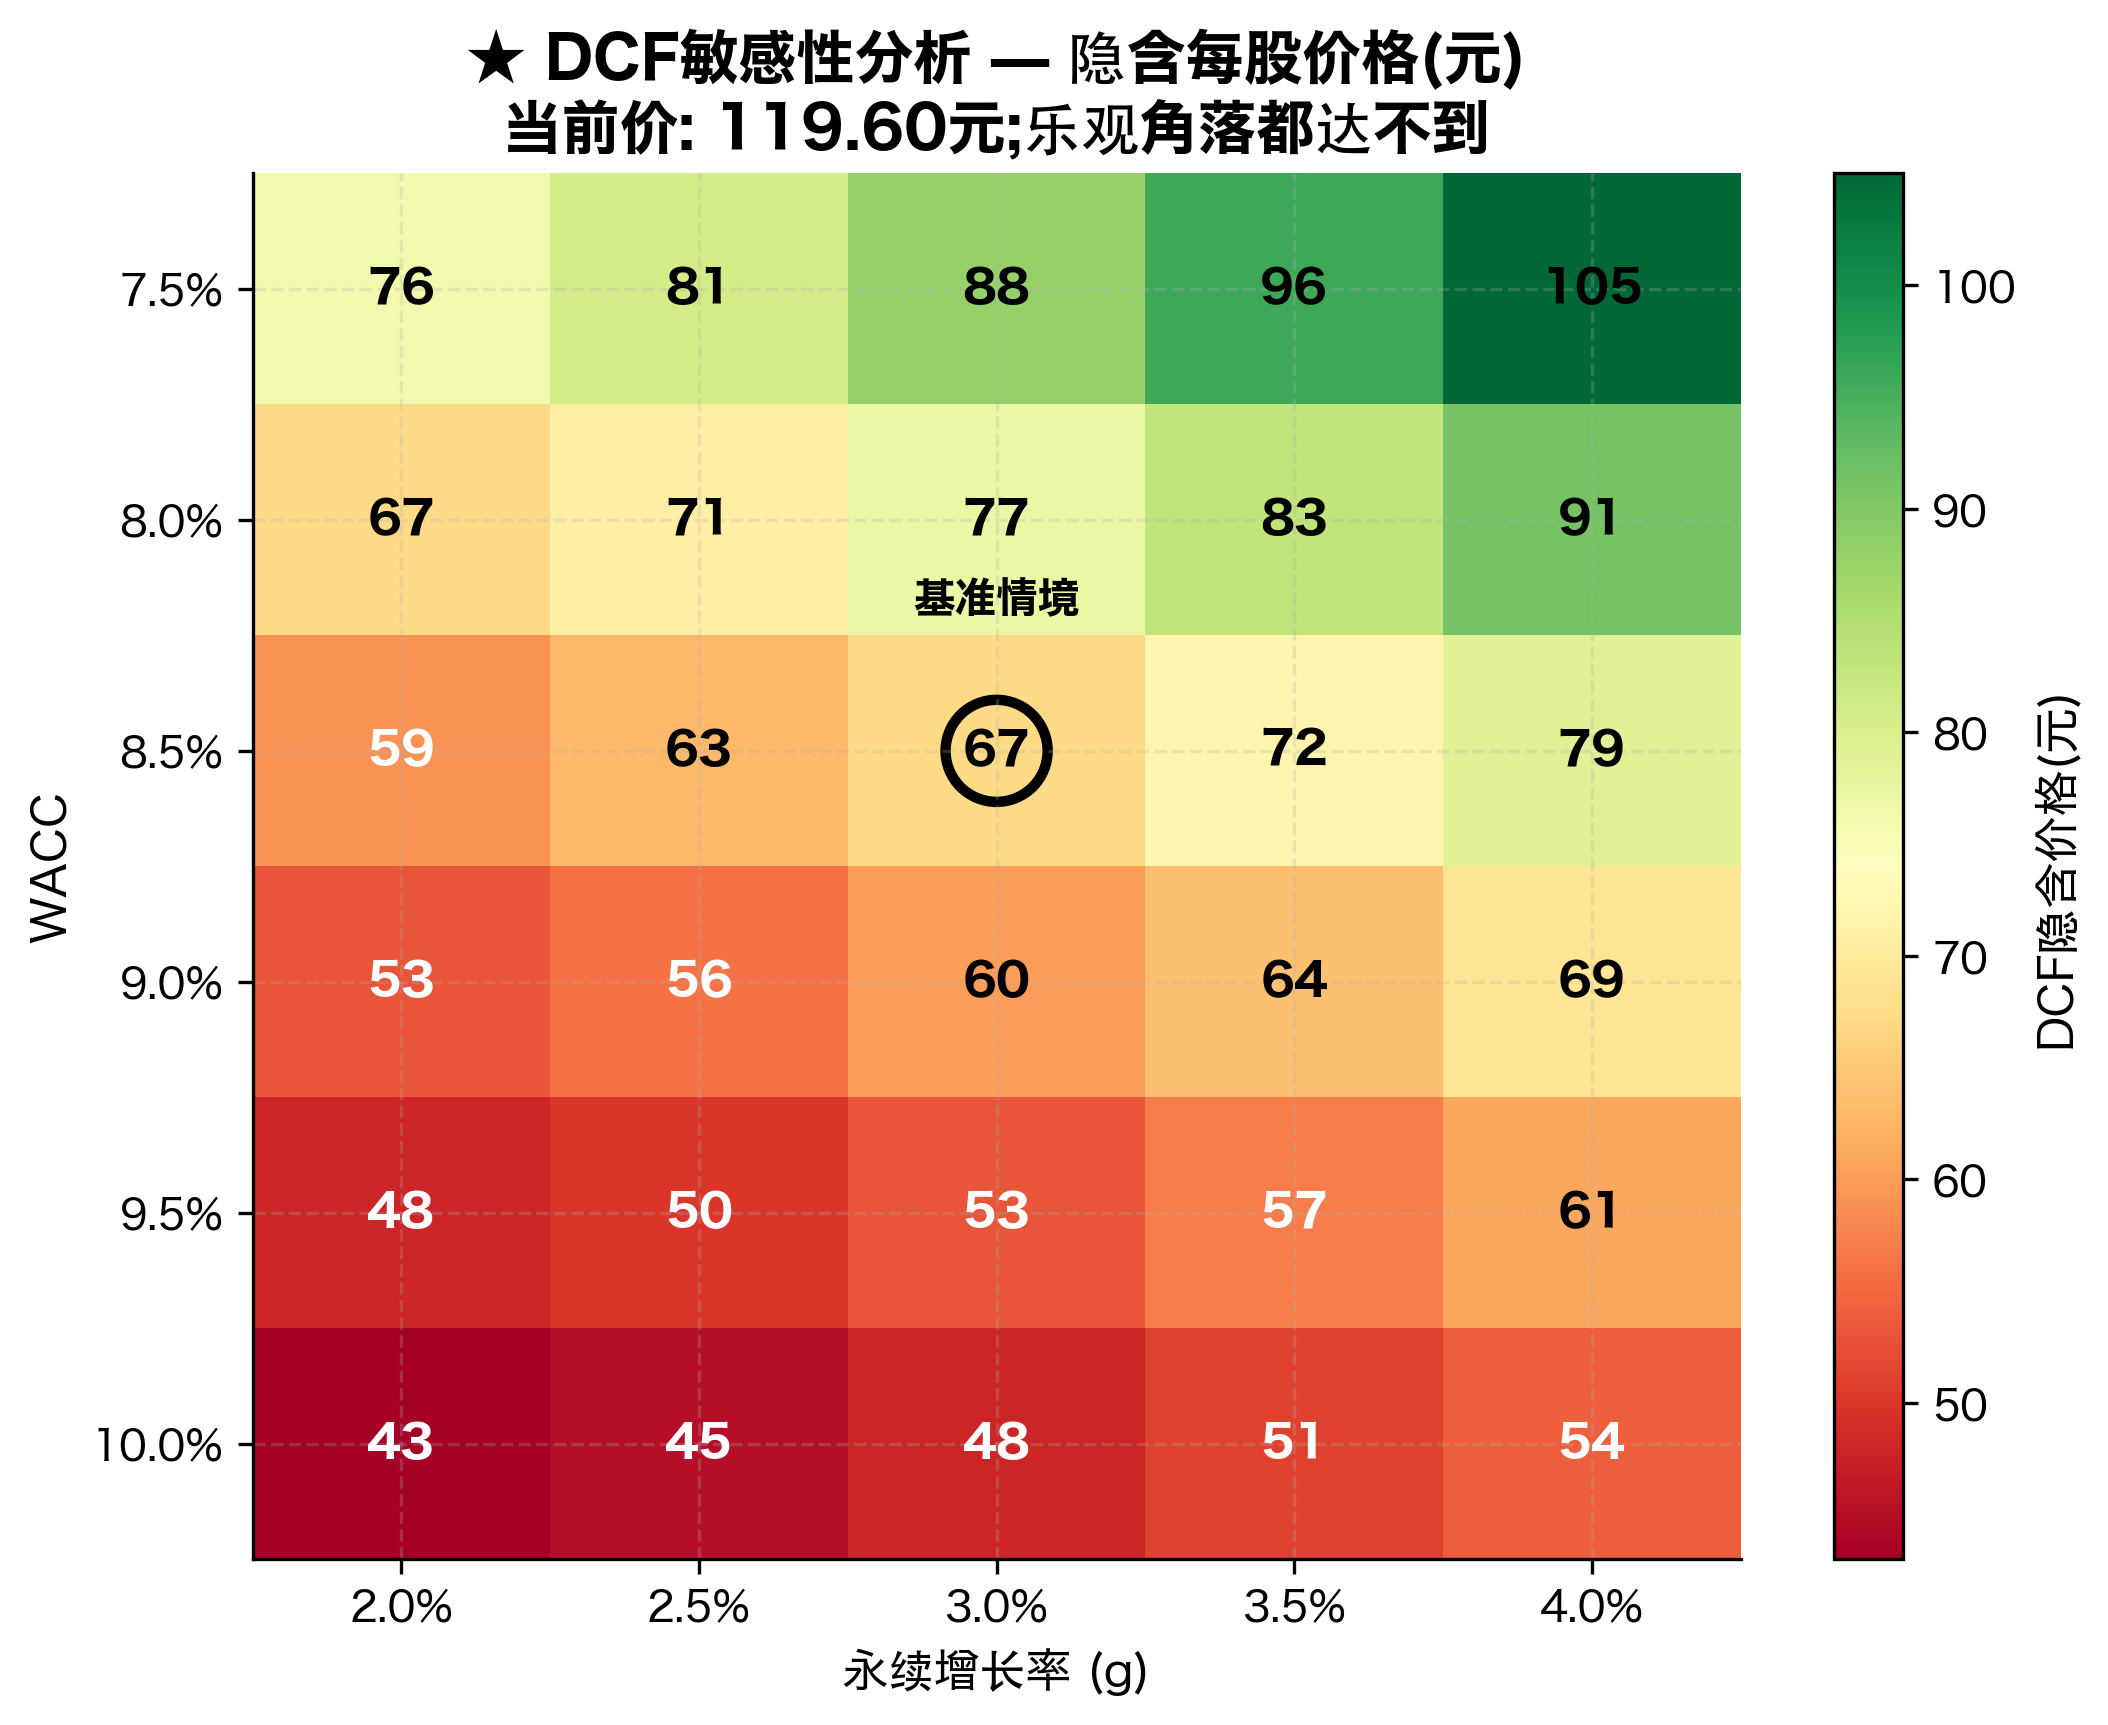 ★ DCF敏感性分析 — 隐含每股价格(元)
当前价: 119.60元;乐观角落都达不到
7.5% 76 81 88 96 105
8.0% 67 71 77 83 91
基准情境
8.5% 59 63 67 72 79
9.0% 53 56 60 64 69
9.5% 48 50 53 57 61
10.0% 43 45 48 51 54
2.0% 2.5% 3.0% 3.5% 4.0%
永续增长率 (g)
WACC
100
90
80
70
60
50
DCF隐含价格(元)